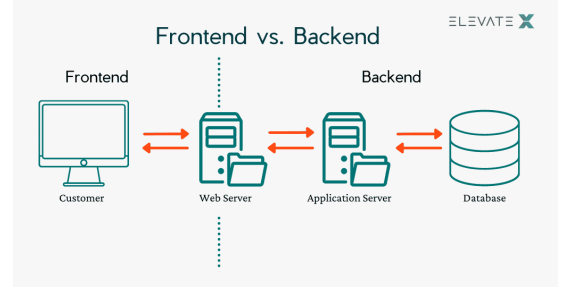 ELEVATE X
Frontend vs. Backend
Frontend
Backend
Customer
Web Server
Application Server
Database